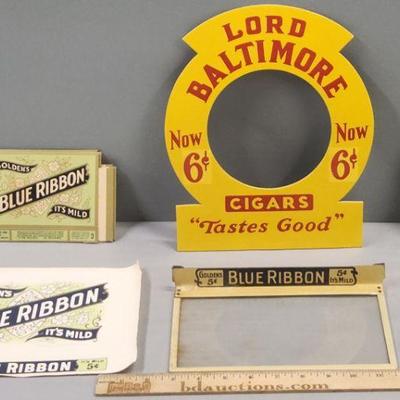 LORD
BALTIMORE
Now
6¢
Now
6¢
CIGARS
"Tastes Good"
GOLDEN'S
BLUE RIBBON
IT'S MILD
BLUE RIBBON
IT'S MILD
RIBBON
5¢
GOLDEN'S
5¢
BLUE RIBBON
5¢
IT'S MILD
bdauctions.com